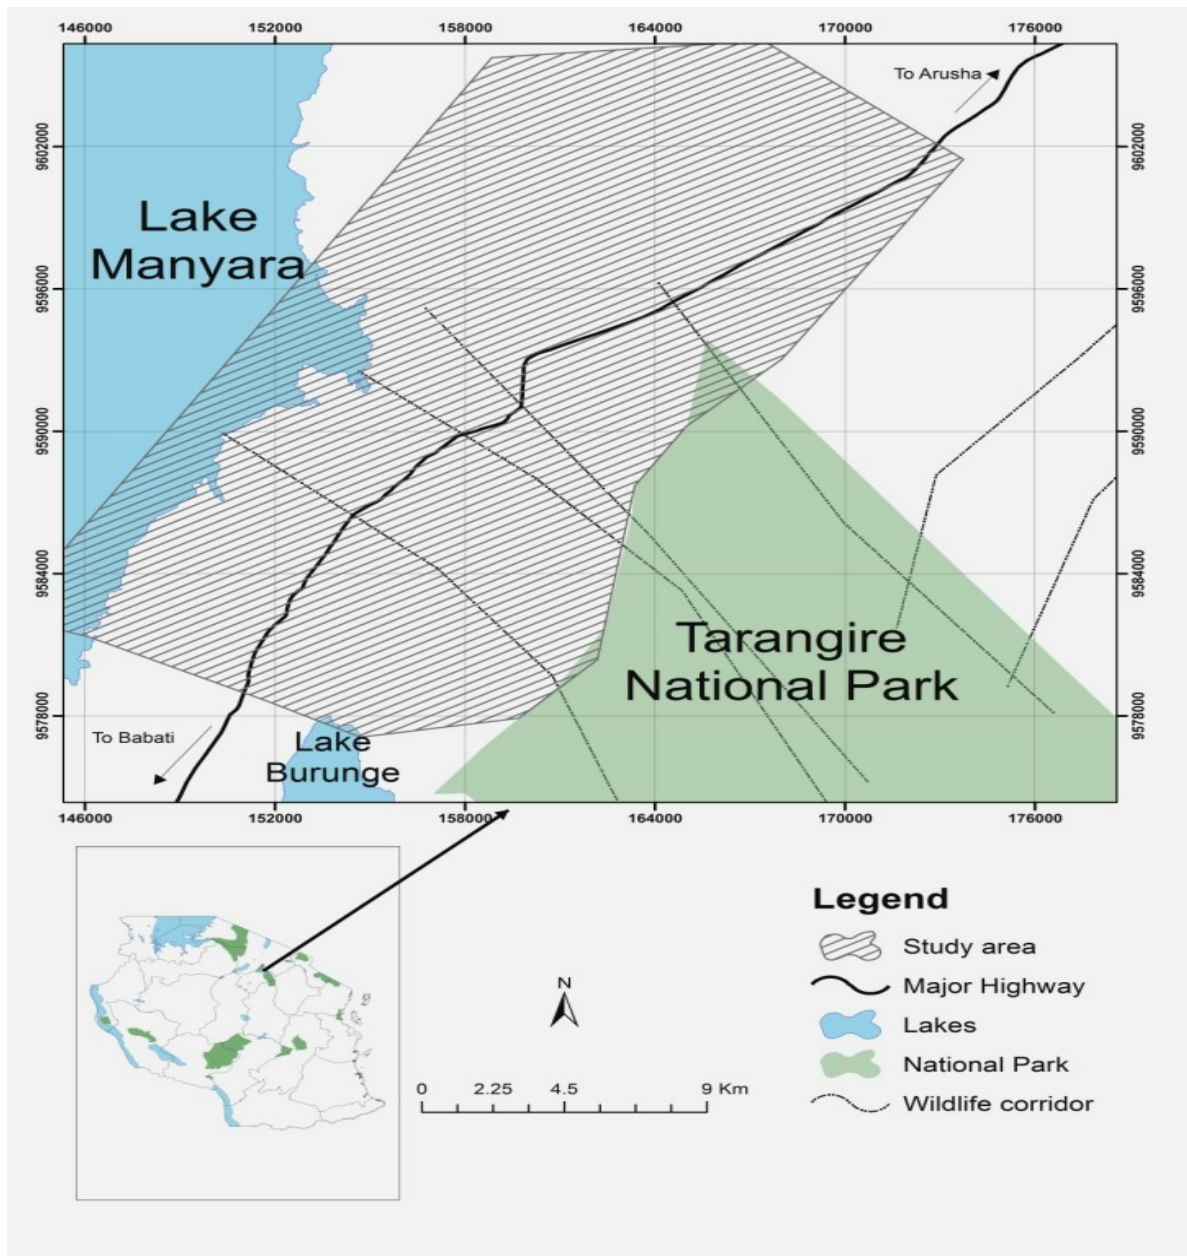 146000 152000 158000 164000 170000 176000
To Arusha
9602000 9602000
Lake
Manyara
9596000 9596000
9590000 9590000
9584000 9584000
Tarangire
National Park
9578000 9578000
To Babati
Lake
Burunge
146000 152000 158000 164000 170000 176000
Legend
Study area
Major Highway
Lakes
National Park
Wildlife corridor
N
0 2.25 4.5 9 Km